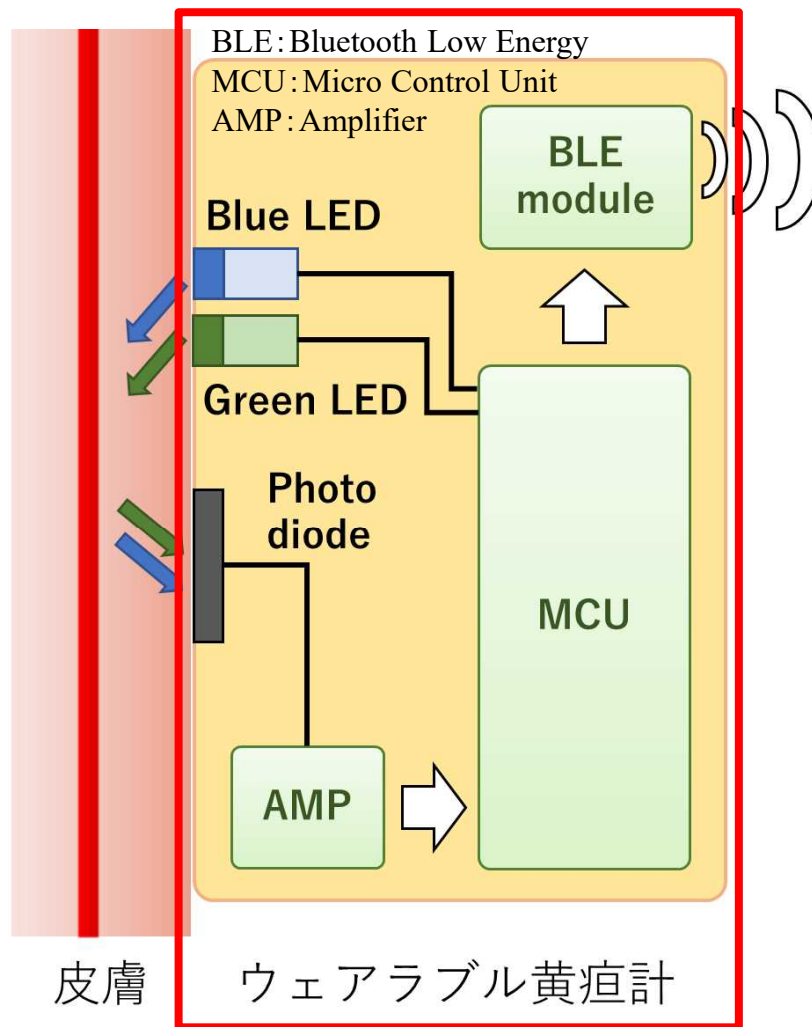 BLE：Bluetooth Low Energy
MCU：Micro Control Unit
AMP：Amplifier
BLE
module
Blue LED
Green LED
Photo
diode
MCU
AMP
皮膚
ウェアラブル黄疸計